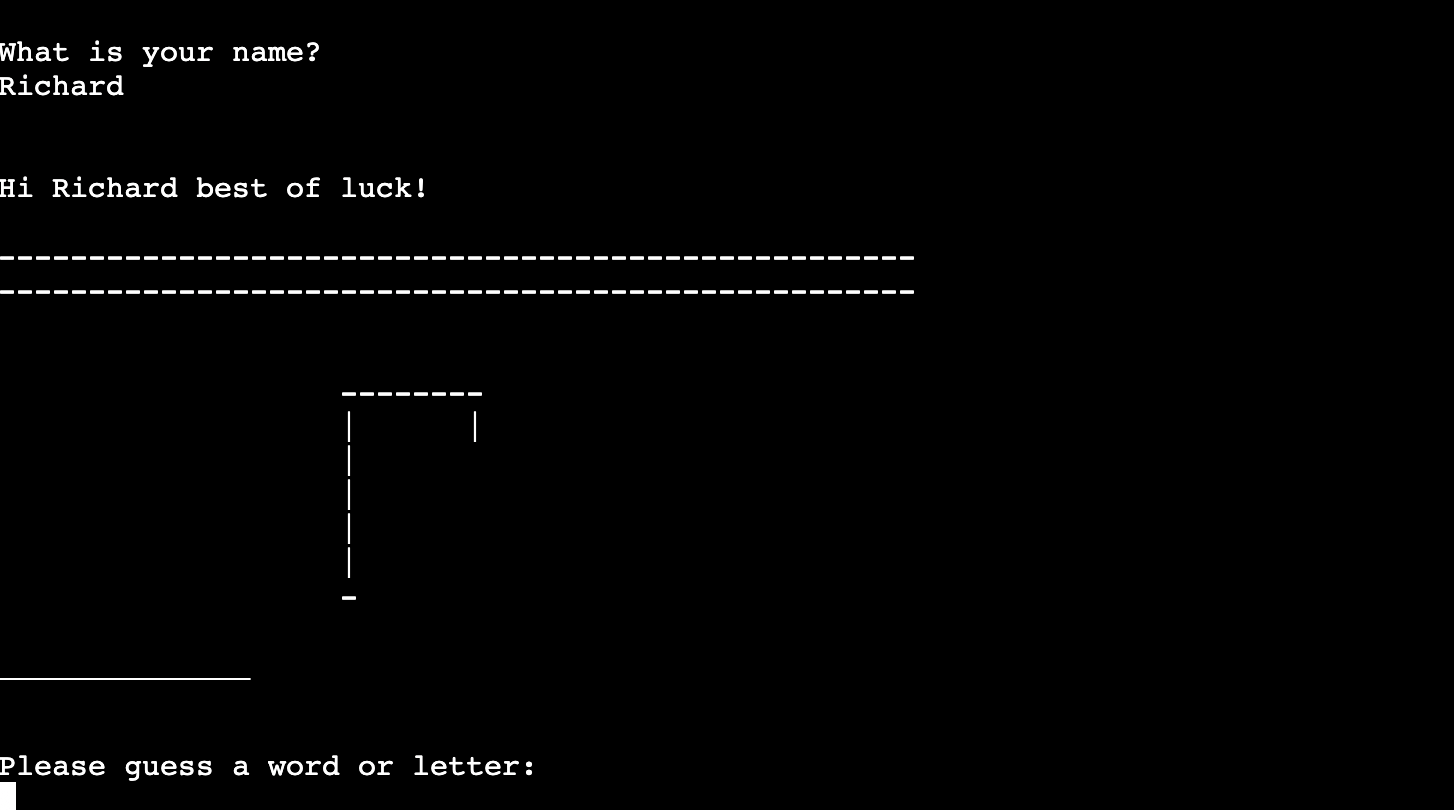 What is your name?
Richard
Hi Richard best of luck!
---------------------------------------------------
---------------------------------------------------
--------
|      |
|
|
|
|
-
______________
Please guess a word or letter: